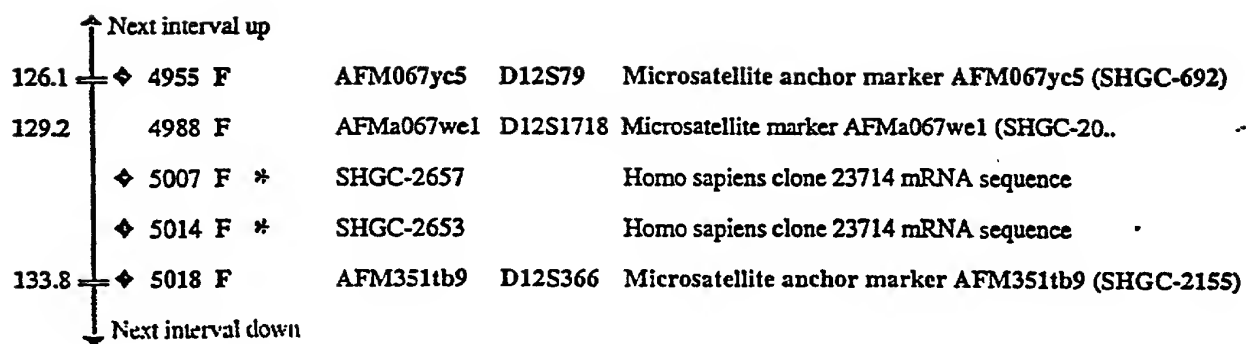 Next interval up
126.1 4955 F AFM067yc5 D12S79 Microsatellite anchor marker AFM067yc5 (SHGC-692)
129.2 4988 F AFMa067we1 D12S1718 Microsatellite marker AFMa067we1 (SHGC-20..
5007 F * SHGC-2657 Homo sapiens clone 23714 mRNA sequence
5014 F * SHGC-2653 Homo sapiens clone 23714 mRNA sequence
133.8 5018 F AFM351tb9 D12S366 Microsatellite anchor marker AFM351tb9 (SHGC-2155)
Next interval down